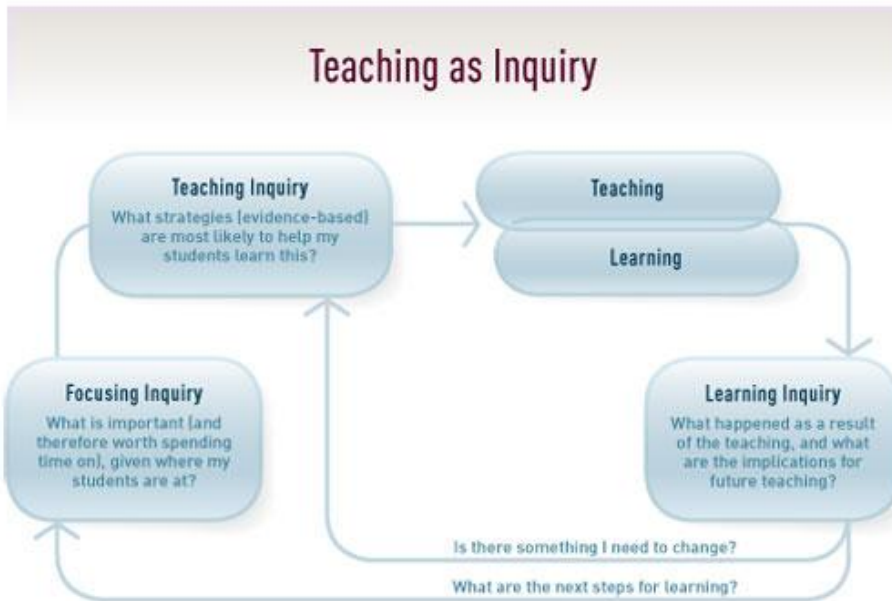 Teaching as Inquiry
Teaching Inquiry
What strategies (evidence-based)
are most likely to help my
students learn this?
Teaching
Learning
Focusing Inquiry
What is important (and
therefore worth spending
time on), given where my
students are at?
Learning Inquiry
What happened as a result
of the teaching, and what
are the implications for
future teaching?
Is there something I need to change?
What are the next steps for learning?